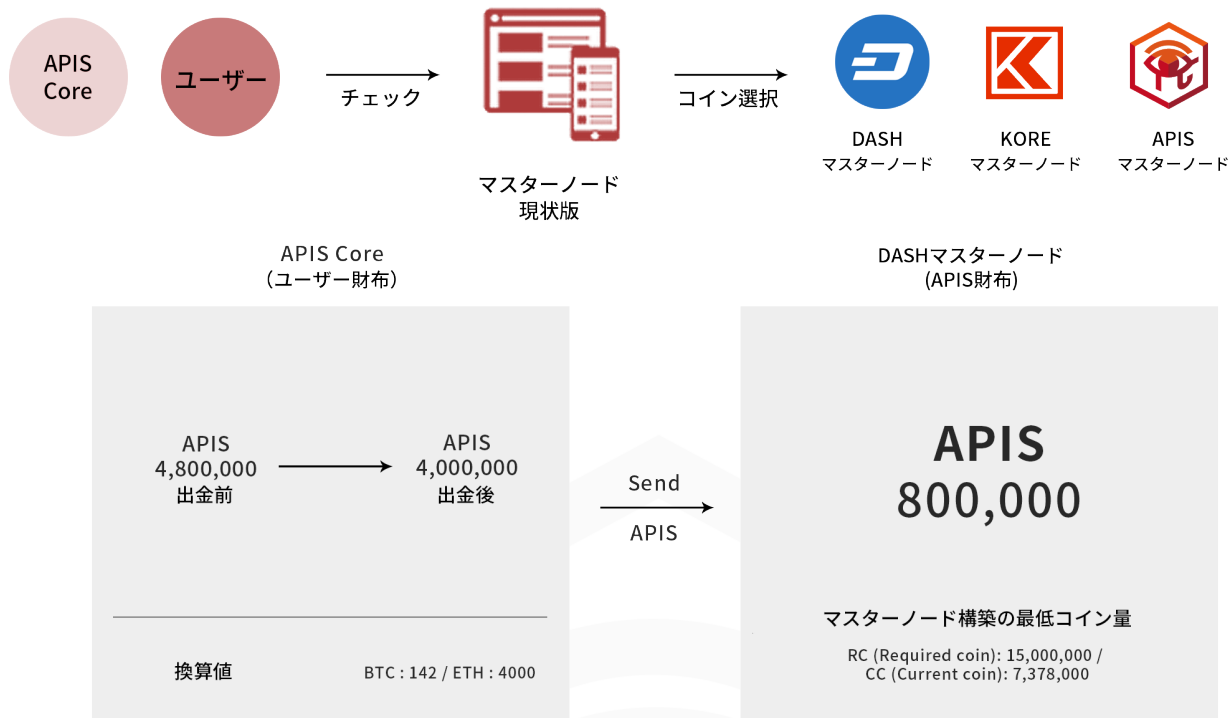 APIS
Core
ユーザー
チェック
コイン選択
マスターノード
現状版
DASH
マスターノード
KORE
マスターノード
APIS
マスターノード
APIS Core
（ユーザー財布）
DASHマスターノード
(APIS財布)
APIS
4,800,000
出金前
APIS
4,000,000
出金後
Send
APIS
APIS
800,000
換算値
BTC : 142 / ETH : 4000
マスターノード構築の最低コイン量
RC (Required coin): 15,000,000 /
CC (Current coin): 7,378,000